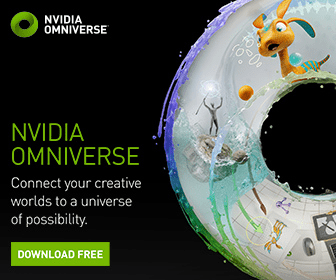 NVIDIA
OMNIVERSE
NVIDIA
OMNIVERSE
Connect your creative
worlds to a universe
of possibility.
DOWNLOAD FREE